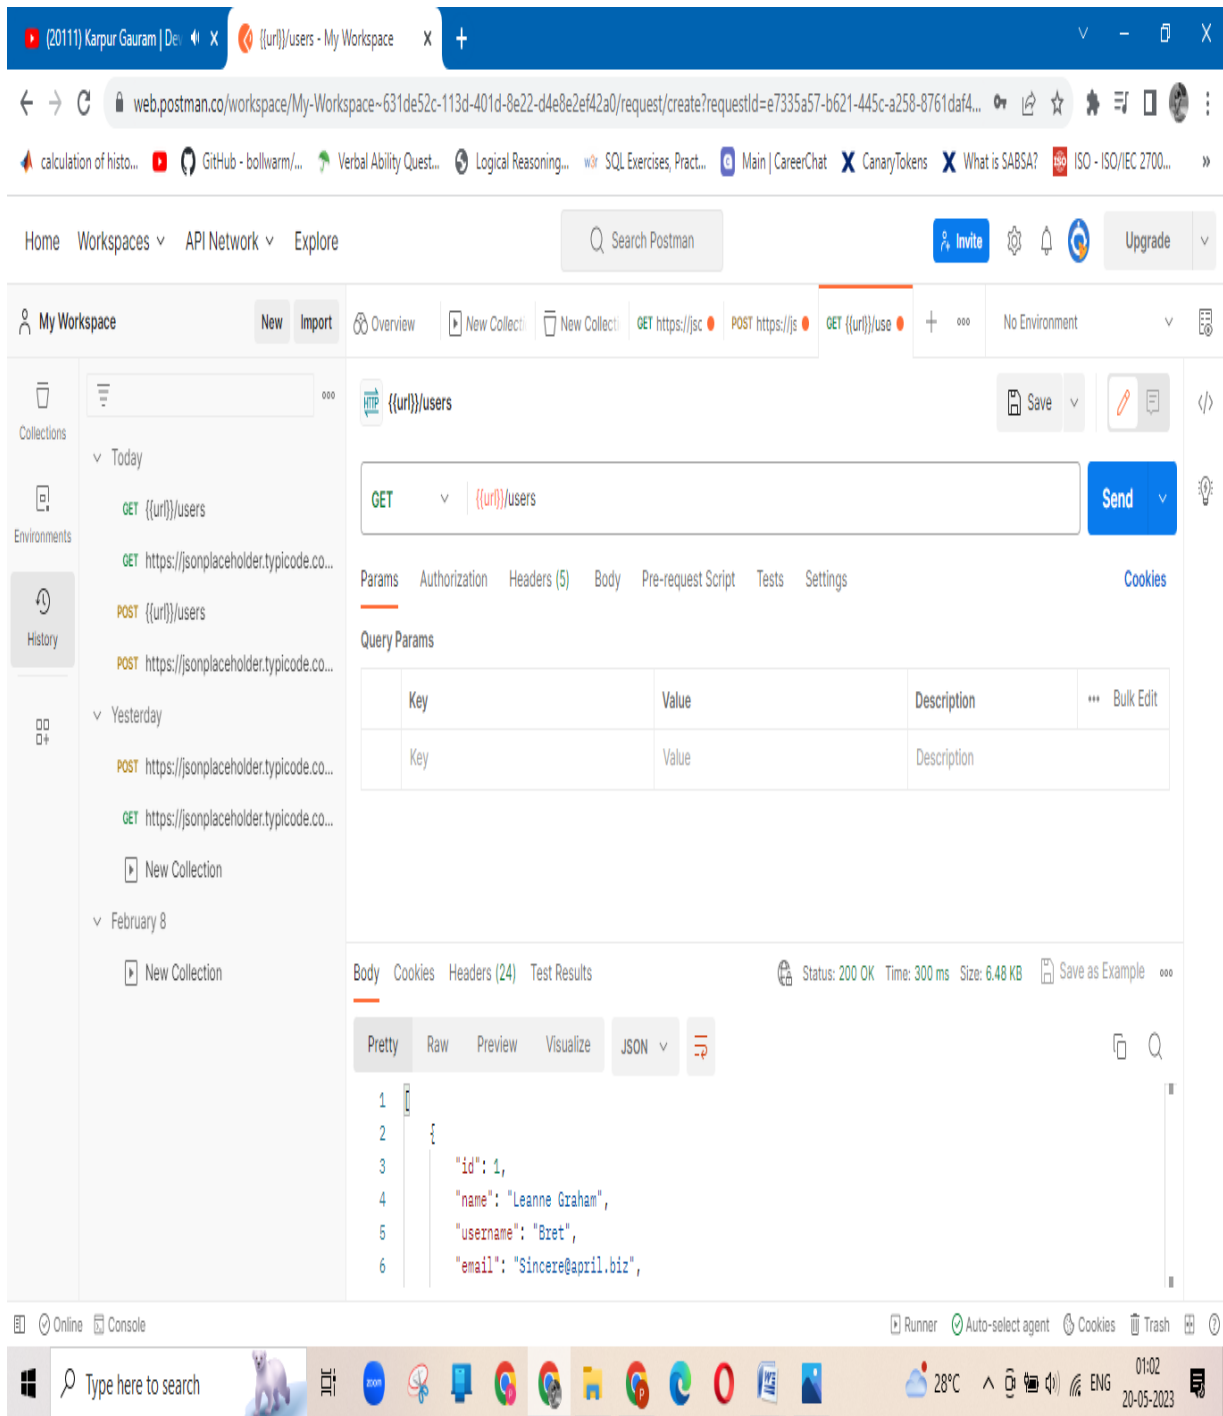 (20111) Karpur Gauram | De
{{url}}/users - My Workspace
web.postman.co/workspace/My-Workspace~631de52c-113d-401d-8e22-d4e8e2ef42a0/request/create?requestId=e7335a57-b621-445c-a258-8761daf4...
calculation of histo... GitHub - bollwarm/... Verbal Ability Quest... Logical Reasoning... w3r SQL Exercises, Pract... Main | CareerChat CanaryTokens What is SABSA? ISO ISO - ISO/IEC 2700...
Home Workspaces API Network Explore Search Postman Invite Upgrade
My Workspace New Import Overview New Collecti New Collecti GET https://jsc POST https://js GET {{url}}/use No Environment
HTTP {{url}}/users Save
Collections
Today
GET {{url}}/users Send
GET {{url}}/users
Environments
GET https://jsonplaceholder.typicode.co...
Params Authorization Headers (5) Body Pre-request Script Tests Settings Cookies
POST {{url}}/users
History
Query Params
POST https://jsonplaceholder.typicode.co...
Key Value Description Bulk Edit
Yesterday
Key Value Description
POST https://jsonplaceholder.typicode.co...
GET https://jsonplaceholder.typicode.co...
New Collection
February 8
New Collection
Body Cookies Headers (24) Test Results Status: 200 OK Time: 300 ms Size: 6.48 KB Save as Example
Pretty Raw Preview Visualize JSON
1 [
2 {
3 "id": 1,
4 "name": "Leanne Graham",
5 "username": "Bret",
6 "email": "Sincere@april.biz",
Online Console Runner Auto-select agent Cookies Trash
Type here to search zoom 28°C ENG 01:02
20-05-2023